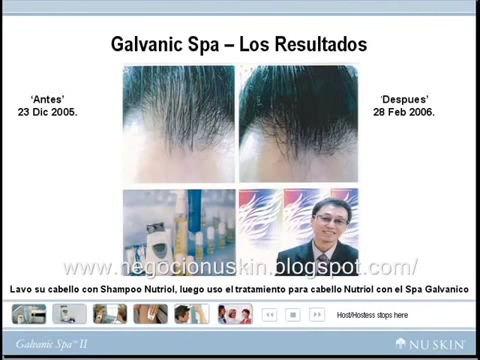 Galvanic Spa – Los Resultados
‘Antes’
23 Dic 2005.
‘Despues’
28 Feb 2006.
www.negocionuskin.blogspot.com/
Lavo su cabello con Shampoo Nutriol, luego uso el tratamiento para cabello Nutriol con el Spa Galvanico
Host/Hostess stops here
Galvanic Spa II
NU SKIN